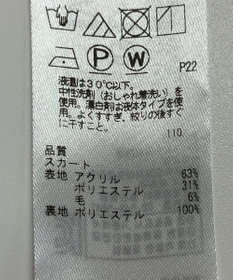 P W
P22
液温は30℃以下。
中性洗剤(おしゃれ着洗い)を
使用。漂白剤は液体タイプを使
用。よくすすぎ、絞りの後すぐ
に干すこと。
110
品質
スカート
表地 アクリル 63%
ポリエステル 31%
毛 6%
裏地 ポリエステル 100%